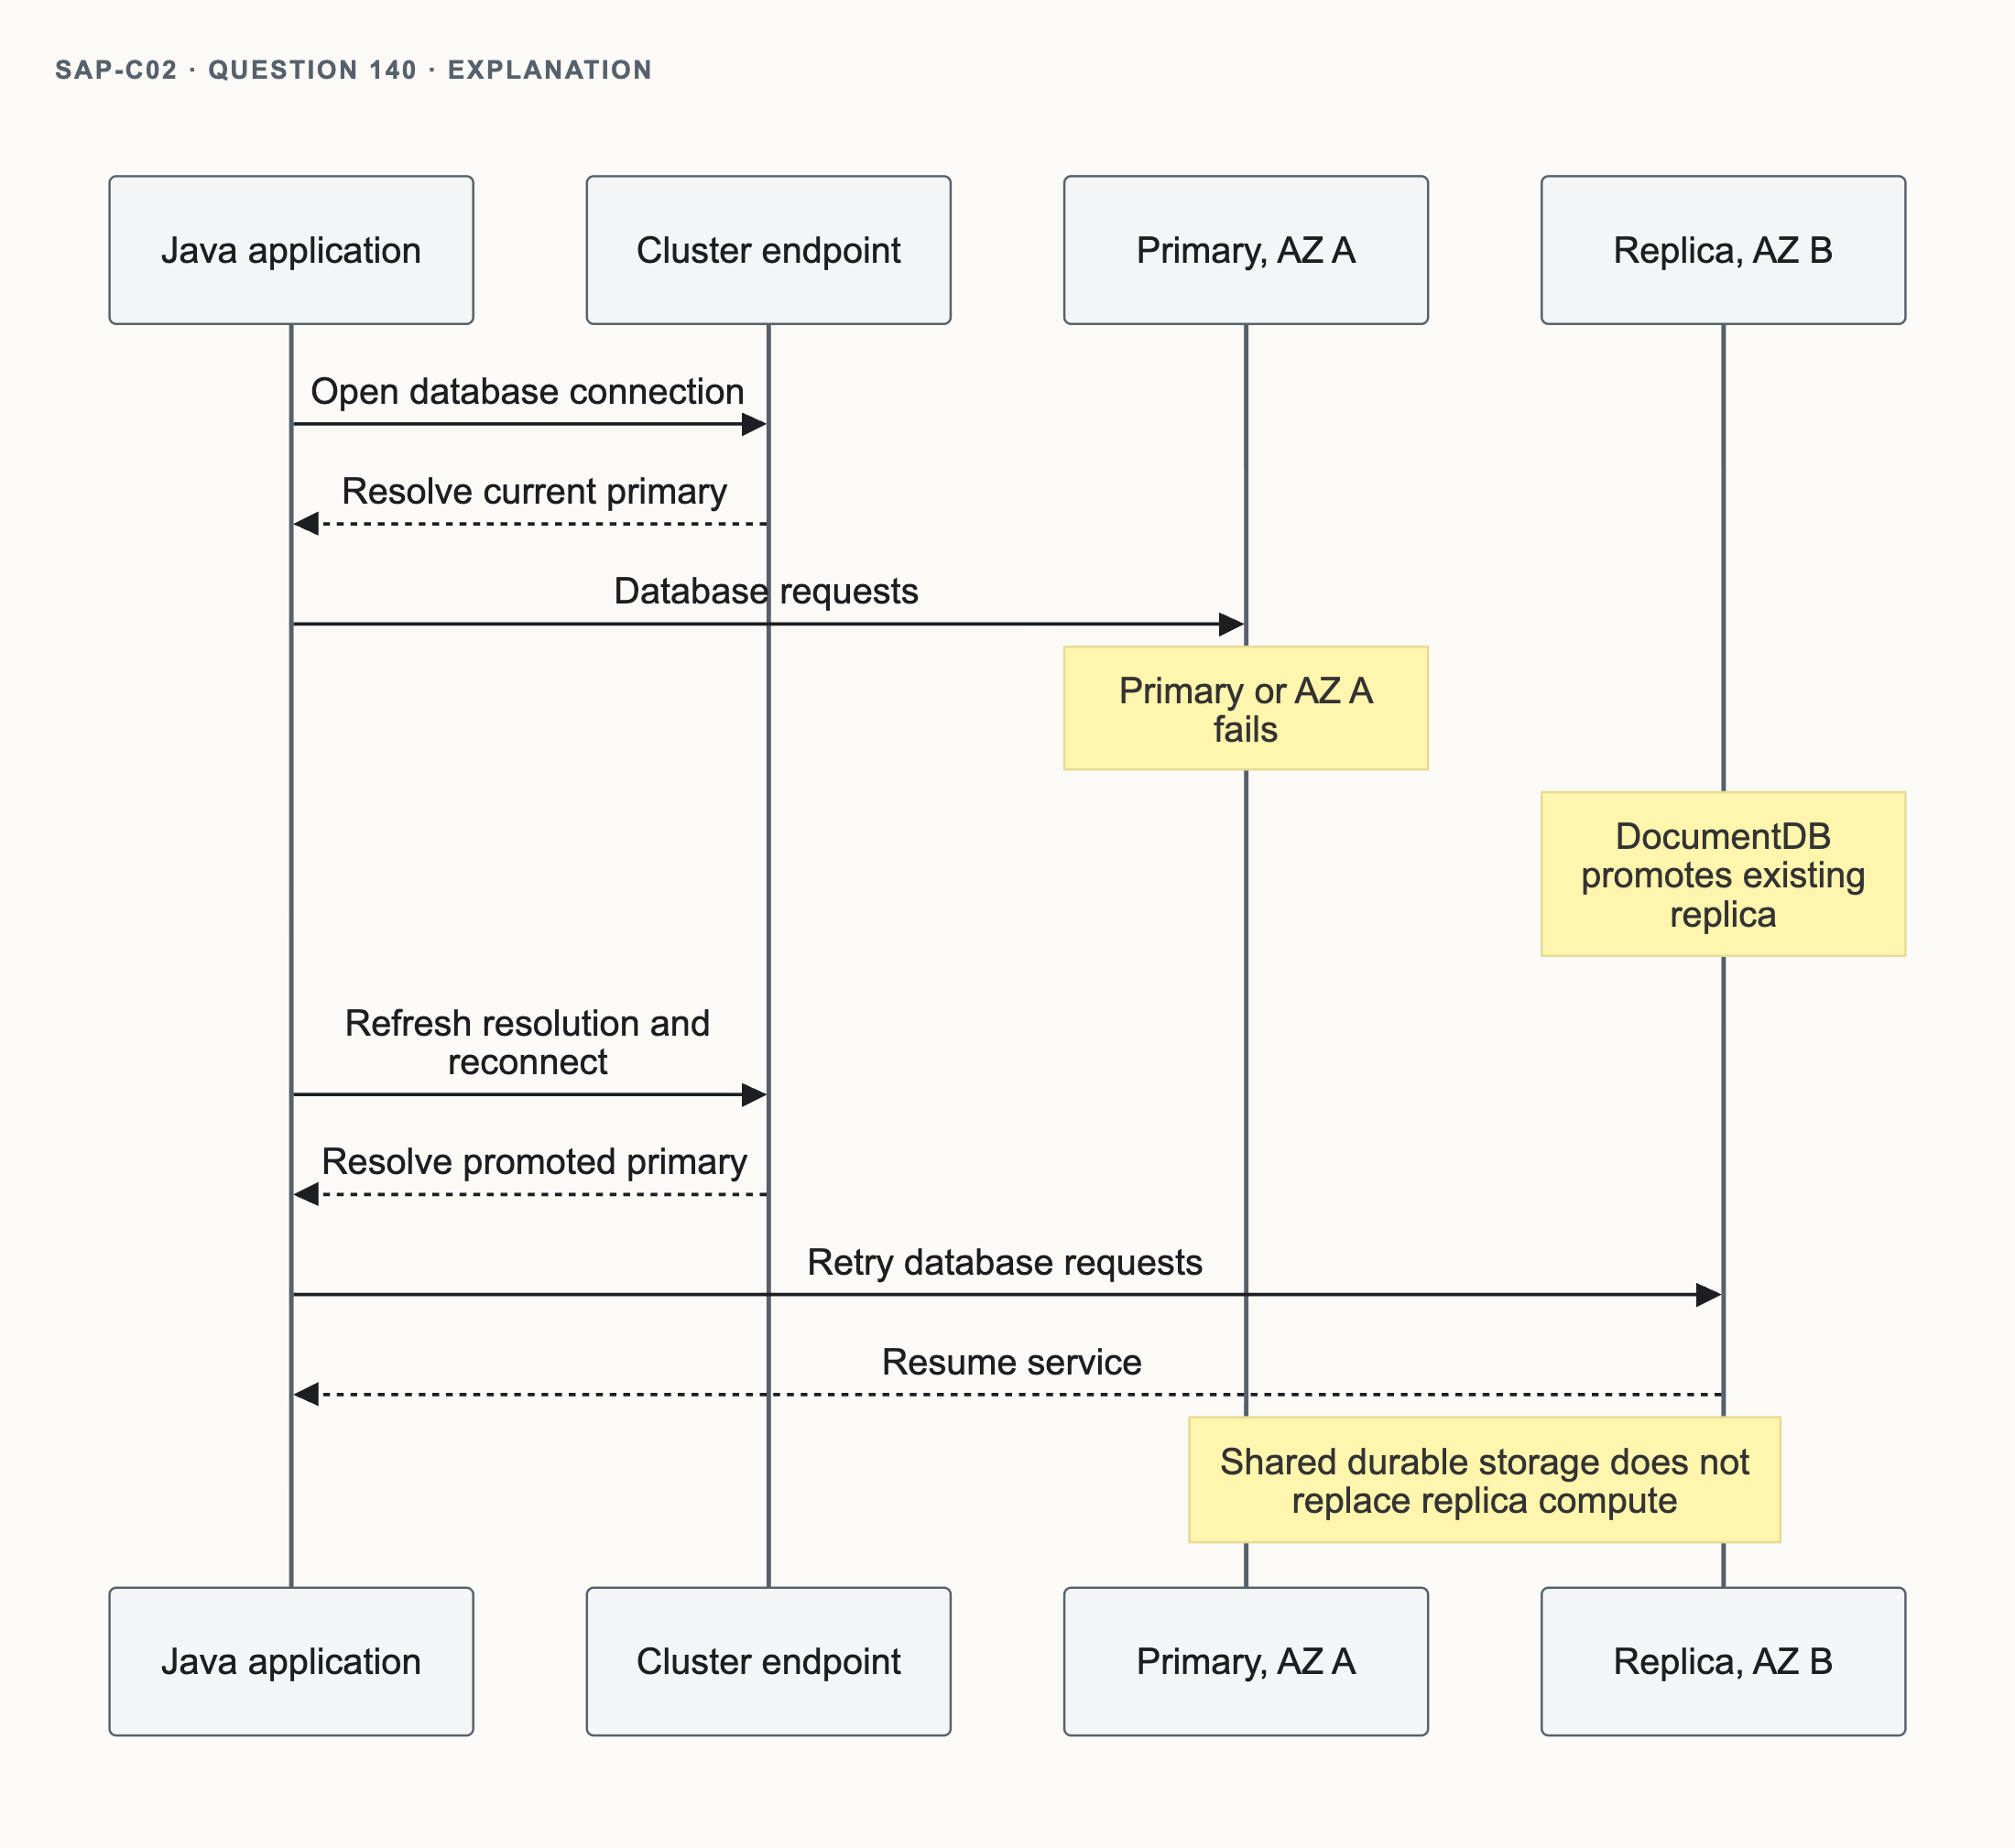 SAP-C02 · QUESTION 140 · EXPLANATION
Java application
Cluster endpoint
Primary, AZ A
Replica, AZ B
Open database connection
Resolve current primary
Database requests
Primary or AZ A
fails
DocumentDB
promotes existing
replica
Refresh resolution and
reconnect
Resolve promoted primary
Retry database requests
Resume service
Shared durable storage does not
replace replica compute
Java application
Cluster endpoint
Primary, AZ A
Replica, AZ B